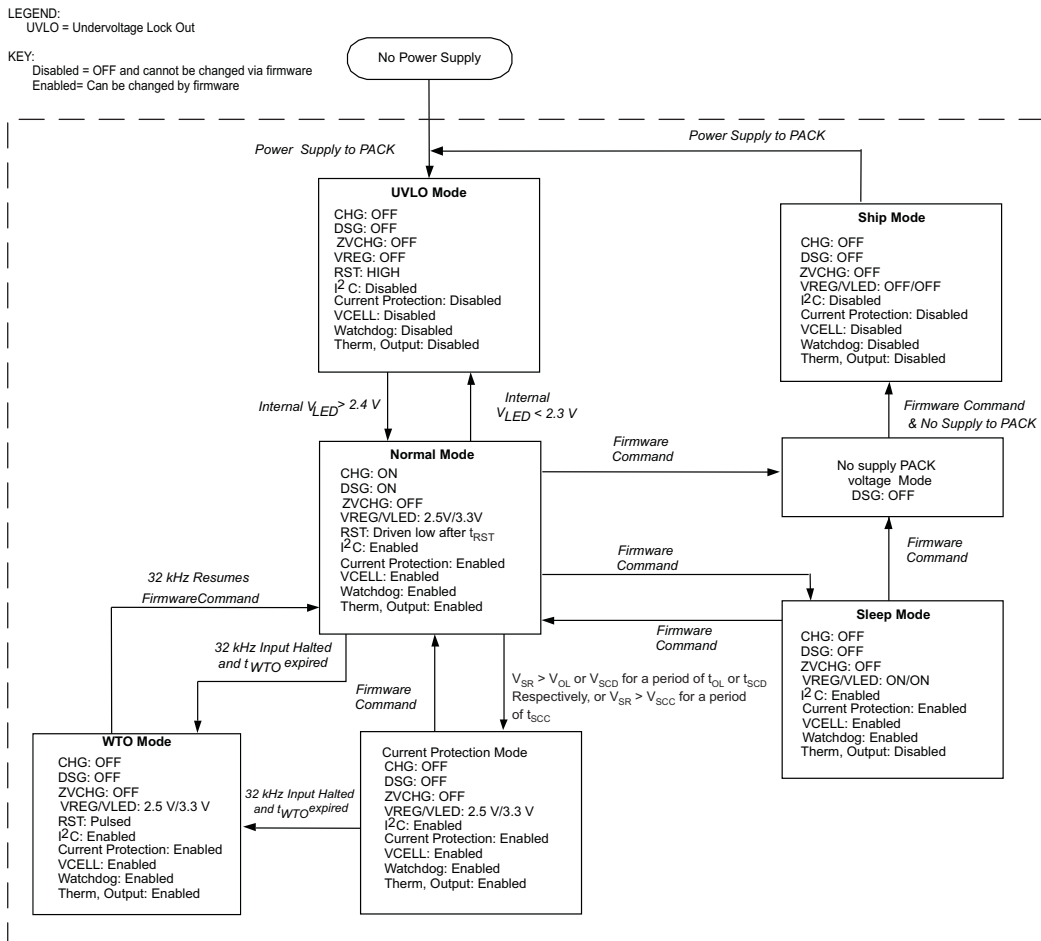 LEGEND:
UVLO = Undervoltage Lock Out
KEY:
Disabled = OFF and cannot be changed via firmware
Enabled= Can be changed by firmware
No Power Supply
Power Supply to PACK
Power Supply to PACK
UVLO Mode
CHG: OFF
DSG: OFF
ZVCHG: OFF
VREG: OFF
RST: HIGH
I2 C: Disabled
Current Protection: Disabled
VCELL: Disabled
Watchdog: Disabled
Therm, Output: Disabled
Ship Mode
CHG: OFF
DSG: OFF
ZVCHG: OFF
VREG/VLED: OFF/OFF
I2C: Disabled
Current Protection: Disabled
VCELL: Disabled
Watchdog: Disabled
Therm, Output: Disabled
Internal VLED> 2.4 V
Internal
VLED < 2.3 V
Firmware Command
& No Supply to PACK
Normal Mode
CHG: ON
DSG: ON
ZVCHG: OFF
VREG/VLED: 2.5V/3.3V
RST: Driven low after tRST
I2C: Enabled
Current Protection: Enabled
VCELL: Enabled
Watchdog: Enabled
Therm, Output: Enabled
Firmware
Command
No supply PACK
voltage Mode
DSG: OFF
Firmware
Command
Firmware
Command
Firmware
Command
Sleep Mode
CHG: OFF
DSG: OFF
ZVCHG: OFF
VREG/VLED: ON/ON
I2C: Enabled
Current Protection: Enabled
VCELL: Enabled
Watchdog: Enabled
Therm, Output: Disabled
32 kHz Resumes
FirmwareCommand
32 kHz Input Halted
and tWTO expired
Firmware
Command
VSR > VOL or VSCD for a period of tOL or tSCD
Respectively, or VSR > VSCC for a period
of tSCC
WTO Mode
CHG: OFF
DSG: OFF
ZVCHG: OFF
VREG/VLED: 2.5 V/3.3 V
RST: Pulsed
I2C: Enabled
Current Protection: Enabled
VCELL: Enabled
Watchdog: Enabled
Therm, Output: Enabled
32 kHz Input Halted
and tWTO expired
Current Protection Mode
CHG: OFF
DSG: OFF
ZVCHG: OFF
VREG/VLED: 2.5 V/3.3 V
I2C: Enabled
Current Protection: Enabled
VCELL: Enabled
Watchdog: Enabled
Therm, Output: Enabled